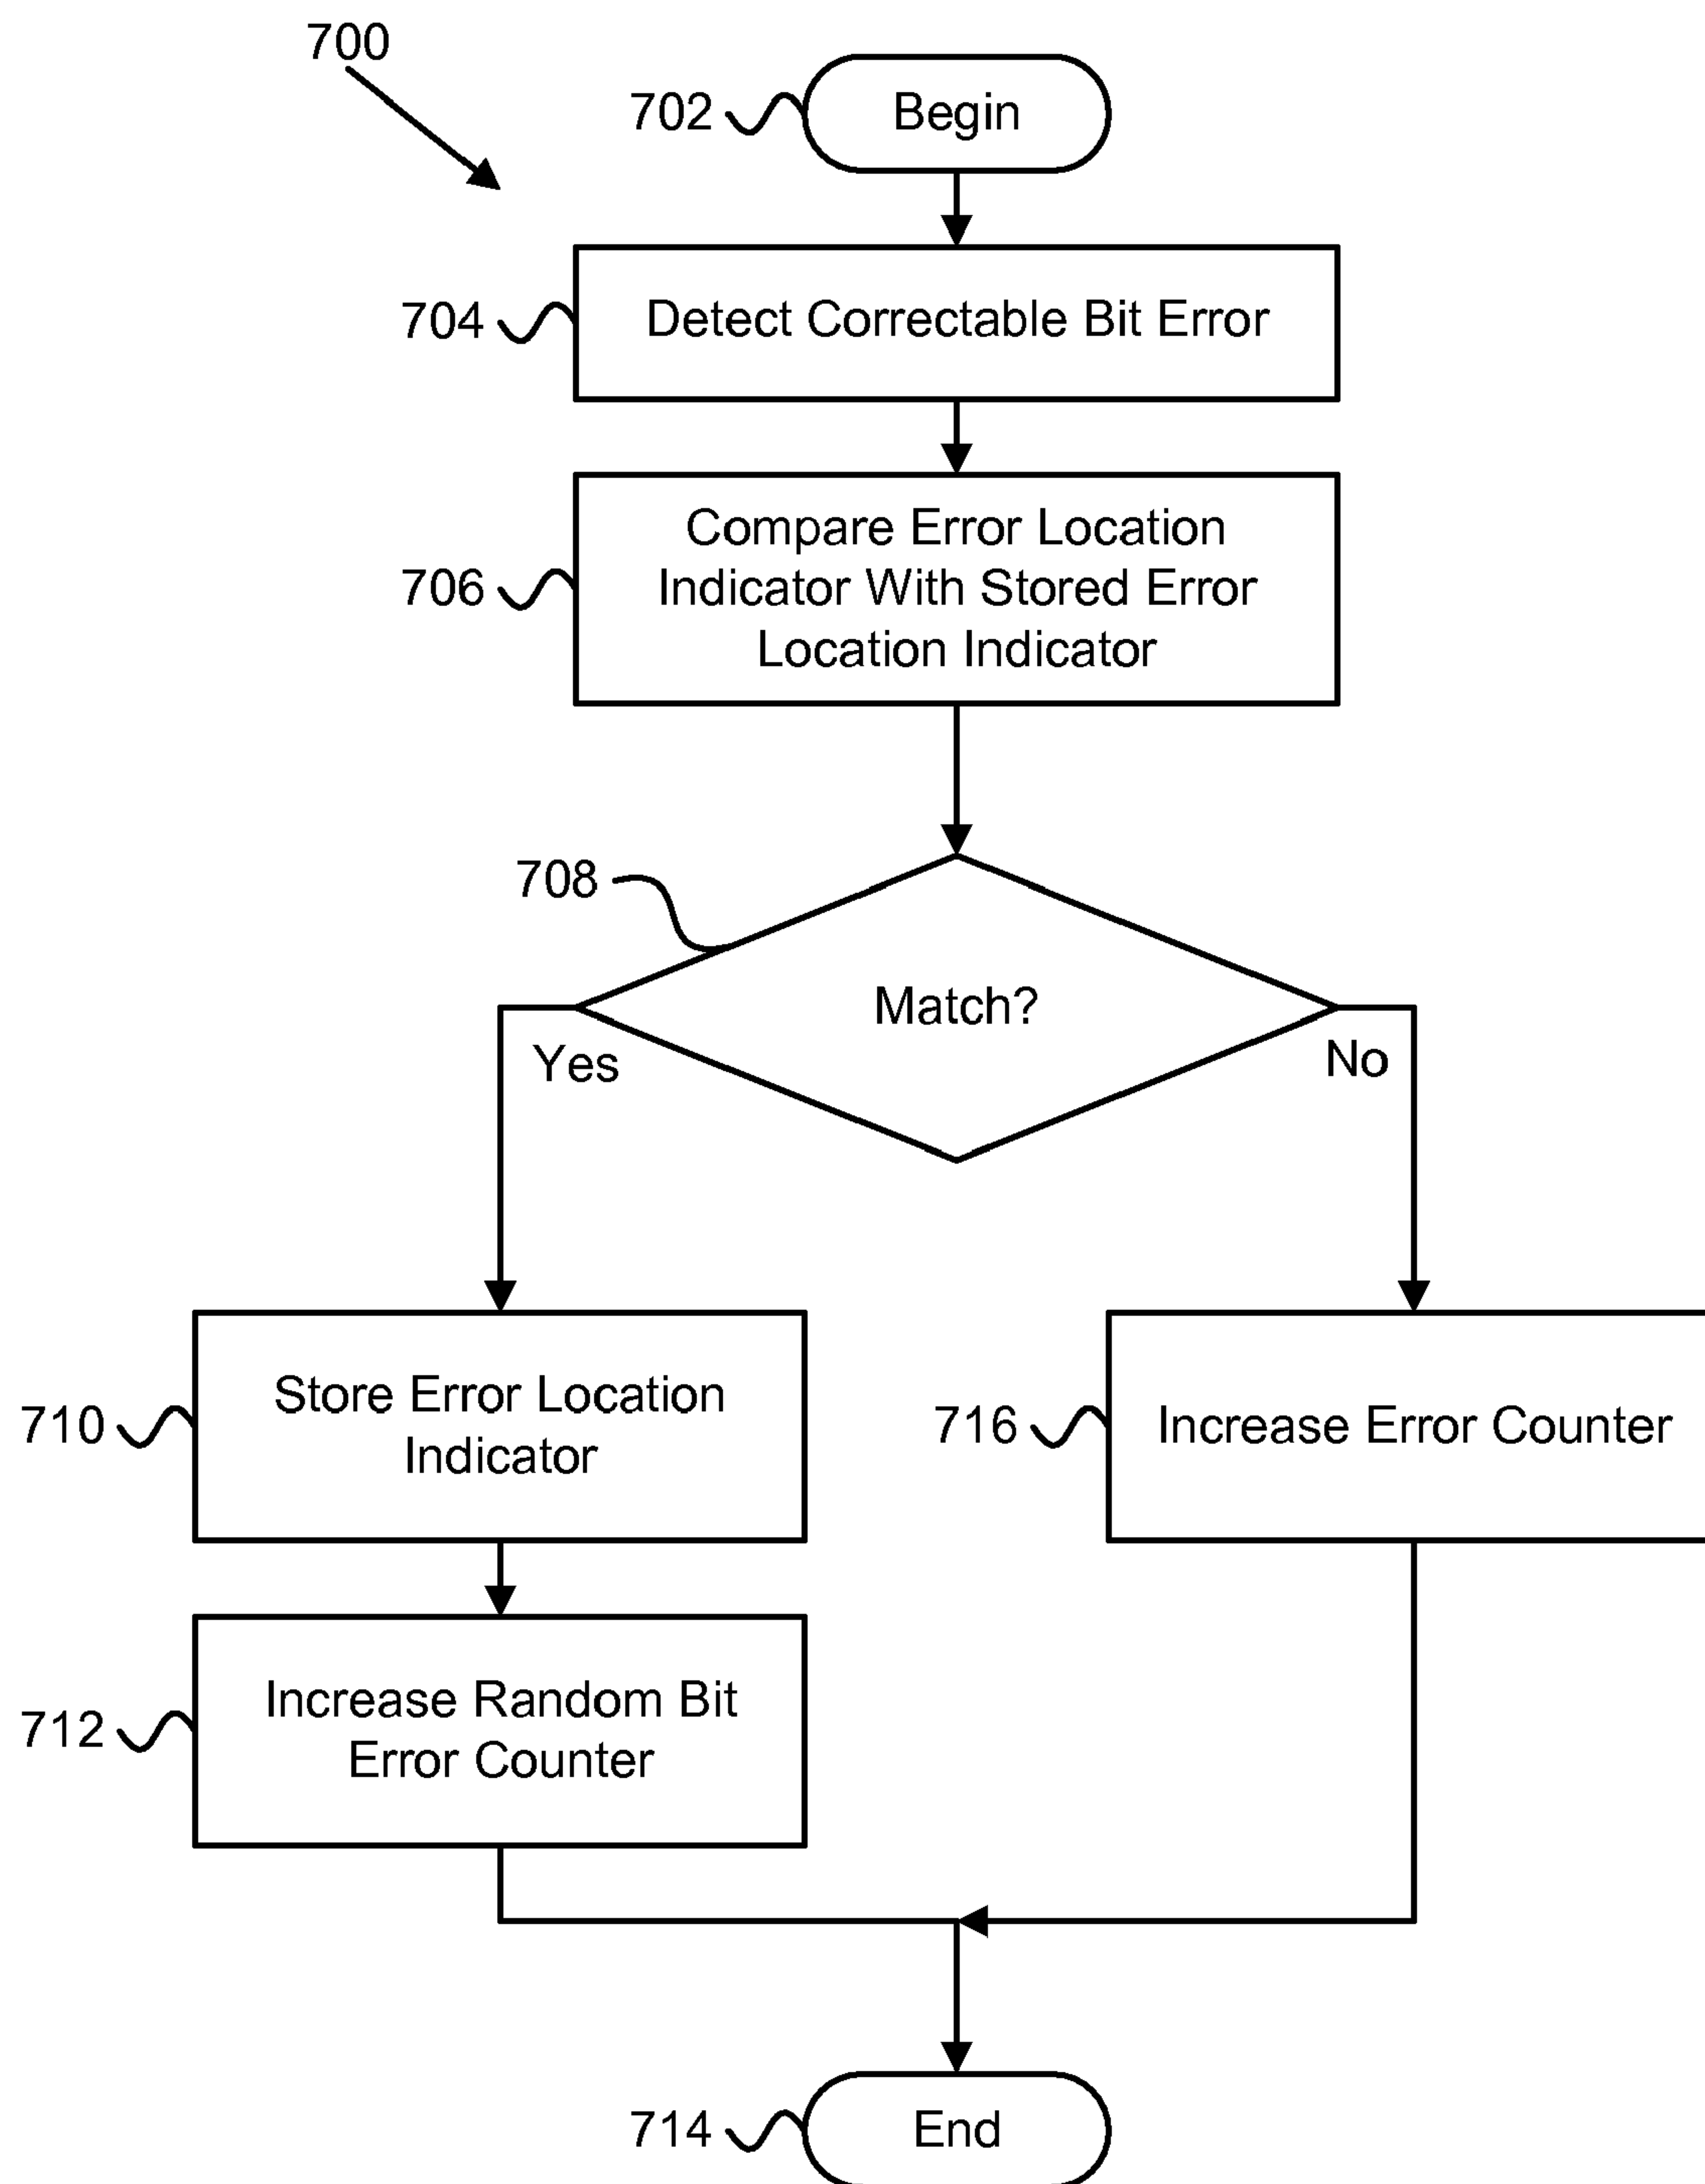 700
702
Begin
704
Detect Correctable Bit Error
706
Compare Error Location
Indicator With Stored Error
Location Indicator
708
Match?
Yes
No
710
Store Error Location
Indicator
716
Increase Error Counter
712
Increase Random Bit
Error Counter
714
End